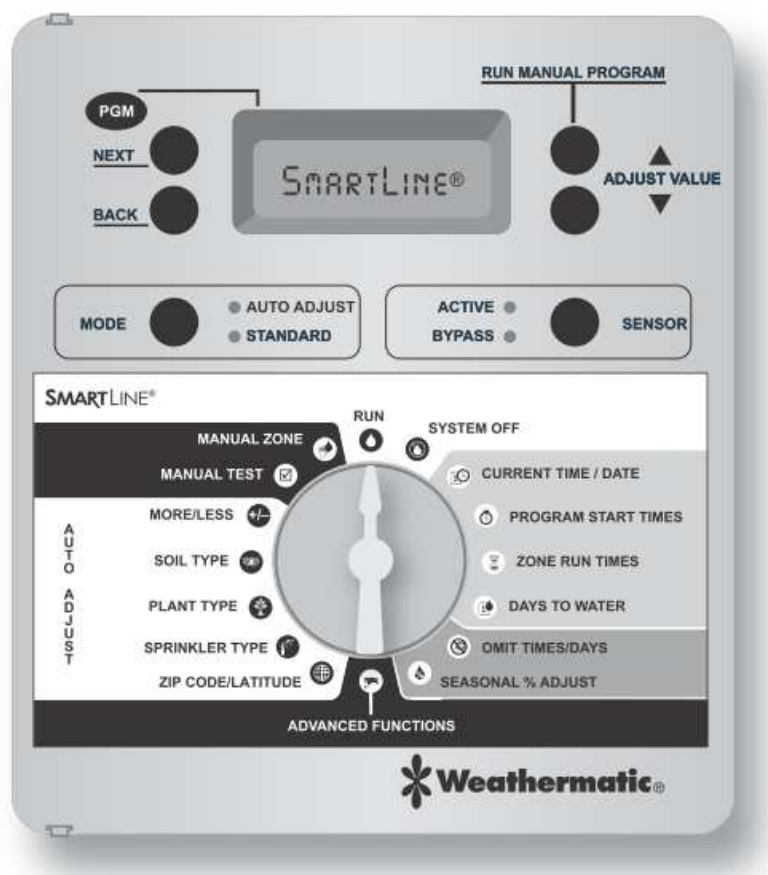 RUN MANUAL PROGRAM
PGM
NEXT
BACK
SMARTLINE®
ADJUST VALUE
MODE
AUTO ADJUST
STANDARD
ACTIVE
BYPASS
SENSOR
SMARTLINE®
RUN
SYSTEM OFF
MANUAL ZONE
MANUAL TEST
CURRENT TIME / DATE
PROGRAM START TIMES
ZONE RUN TIMES
DAYS TO WATER
OMIT TIMES/DAYS
SEASONAL % ADJUST
AUTO ADJUST
MORE/LESS
+/-
SOIL TYPE
PLANT TYPE
SPRINKLER TYPE
ZIP CODE/LATITUDE
ADVANCED FUNCTIONS
Weathermatic®